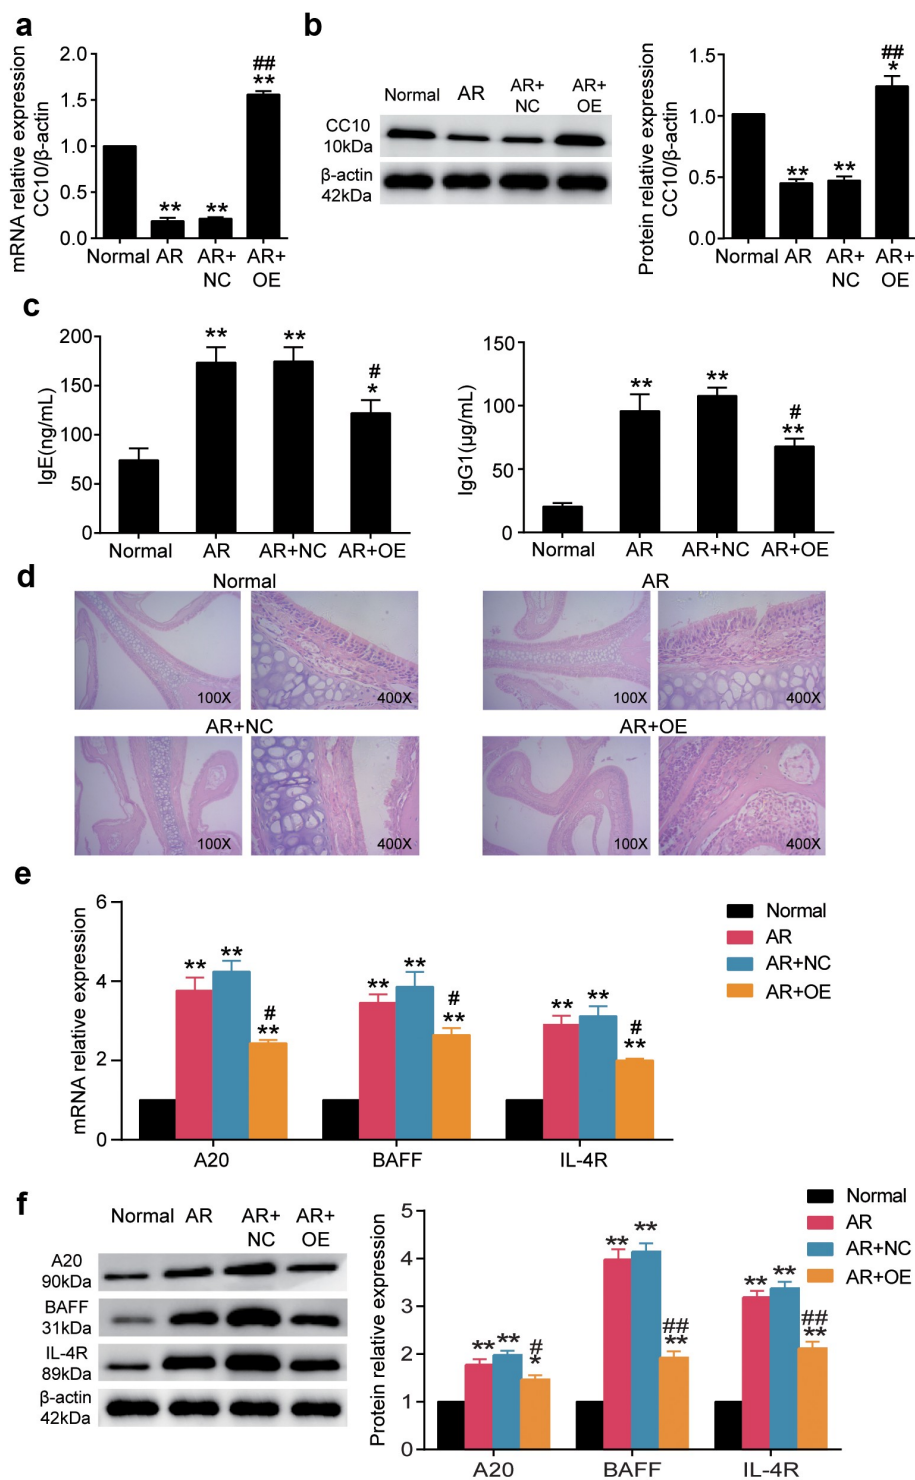 a
mRNA relative expression
CC10/β-actin
2.0
1.5
1.0
0.5
0.0
**
**
##
**
Normal AR AR+ AR+
NC OE
b
Normal AR AR+ AR+
NC OE
CC10
10kDa
β-actin
42kDa
Protein relative expression
CC10/β-actin
1.5
1.0
0.5
0.0
**
**
##
*
Normal AR AR+ AR+
NC OE
c
IgE(ng/mL)
200
150
100
50
0
**
**
#
*
Normal AR AR+NC AR+OE
IgG1(µg/mL)
150
100
50
0
**
**
#
**
Normal AR AR+NC AR+OE
d
Normal
100X
400X
AR
100X
400X
AR+NC
100X
400X
AR+OE
100X
400X
e
mRNA relative expression
6
4
2
0
** ** # **
** ** # **
** ** # **
A20 BAFF IL-4R
Normal
AR
AR+NC
AR+OE
f
Normal AR AR+ AR+
NC OE
A20
90kDa
BAFF
31kDa
IL-4R
89kDa
β-actin
42kDa
Protein relative expression
5
4
3
2
1
0
** ** # *
** ** ## **
** ** ## **
A20 BAFF IL-4R
Normal
AR
AR+NC
AR+OE